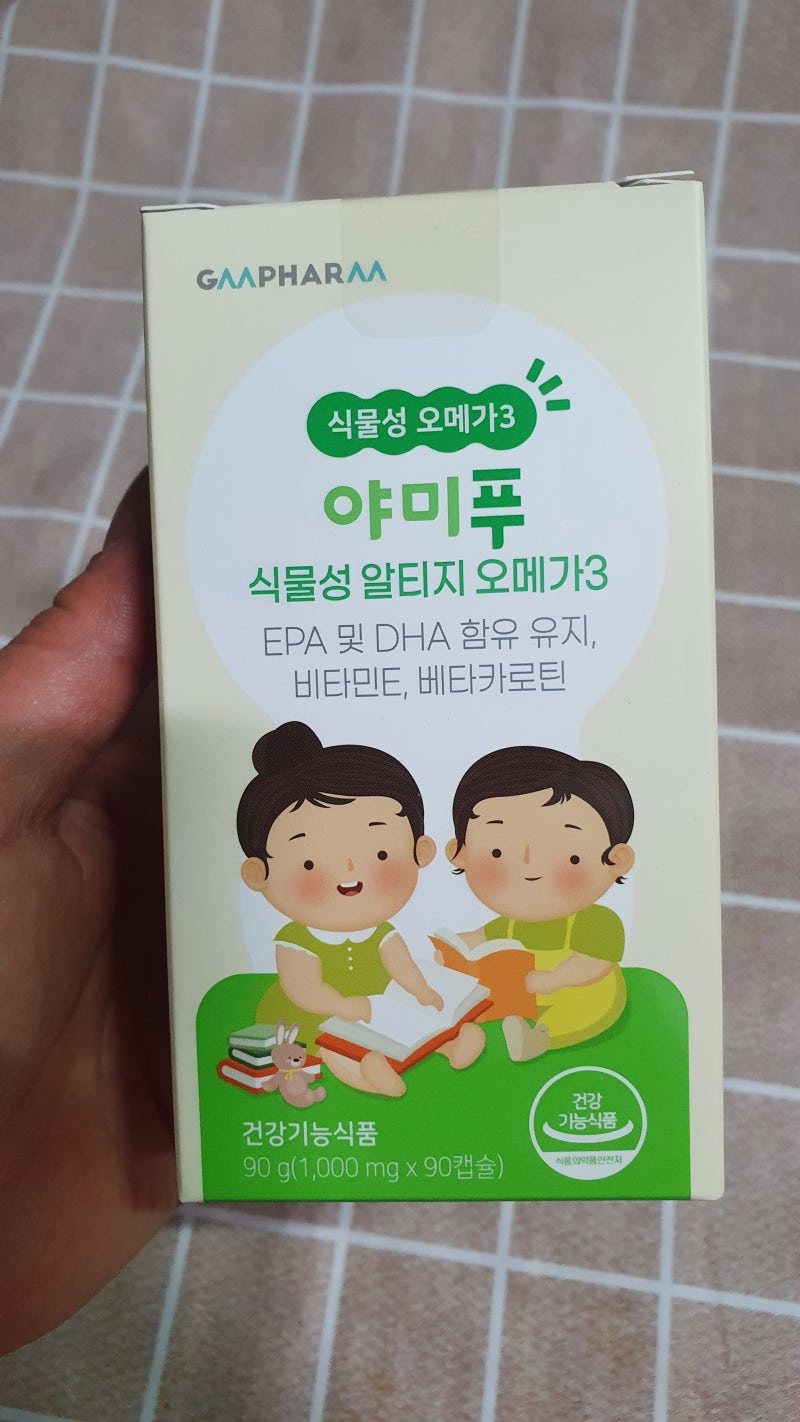 GMPHARM
식물성 오메가3
야미푸
식물성 알티지 오메가3
EPA 및 DHA 함유 유지,
비타민E, 베타카로틴
건강
기능식품
식품의약품안전처
건강기능식품
90 g(1,000 mg x 90캡슐)